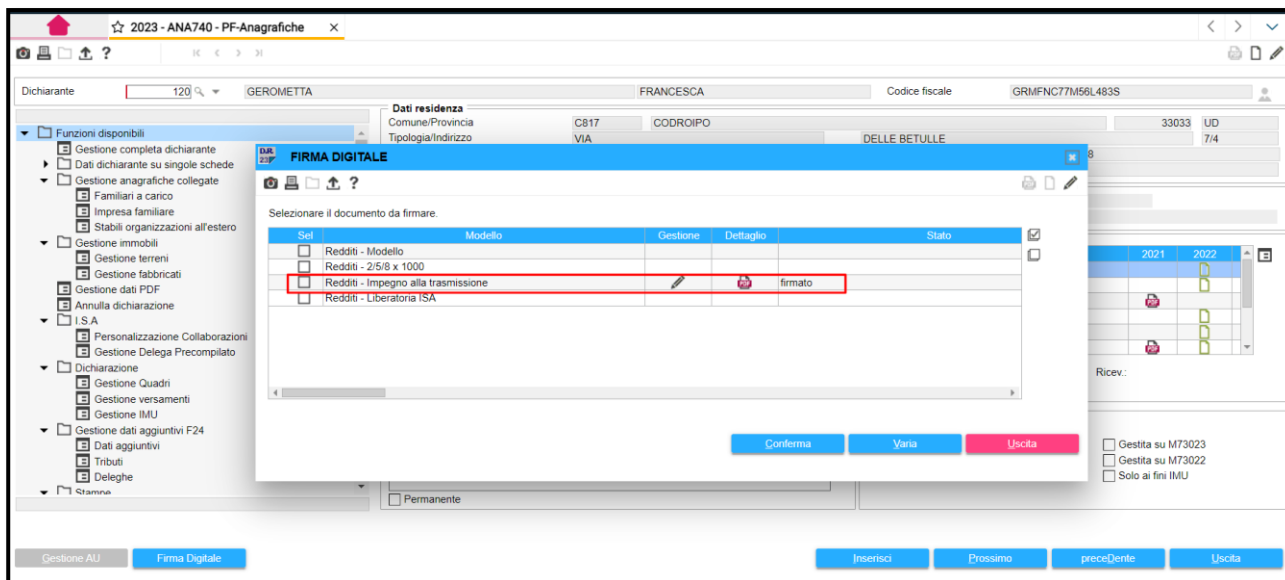 2023 - ANA740 - PF-Anagrafiche
Dichiarante 120 GEROMETTA FRANCESCA Codice fiscale GRMFNC77M56L483S
Dati residenza
Comune/Provincia C817 CODROIPO 33033 UD
Tipologia/Indirizzo VIA DELLE BETULLE 7/4
8
Funzioni disponibili
Gestione completa dichiarante
Dati dichiarante su singole schede
Gestione anagrafiche collegate
Familiari a carico
Impresa familiare
Stabili organizzazioni all'estero
Gestione immobili
Gestione terreni
Gestione fabbricati
Gestione dati PDF
Annulla dichiarazione
I.S.A
Personalizzazione Collaborazioni
Gestione Delega Precompilato
Dichiarazione
Gestione Quadri
Gestione versamenti
Gestione IMU
Gestione dati aggiuntivi F24
Dati aggiuntivi
Tributi
Deleghe
Stampe
FIRMA DIGITALE
Selezionare il documento da firmare.
Sel Modello Gestione Dettaglio Stato
Redditi - Modello
Redditi - 2/5/8 x 1000
Redditi - Impegno alla trasmissione PDF firmato
Redditi - Liberatoria ISA
Conferma Varia Uscita
2021 2022
PDF
PDF
Ricev.:
Gestita su M73023
Gestita su M73022
Solo ai fini IMU
Permanente
Gestione AU Firma Digitale Inserisci Prossimo preceDente Uscita